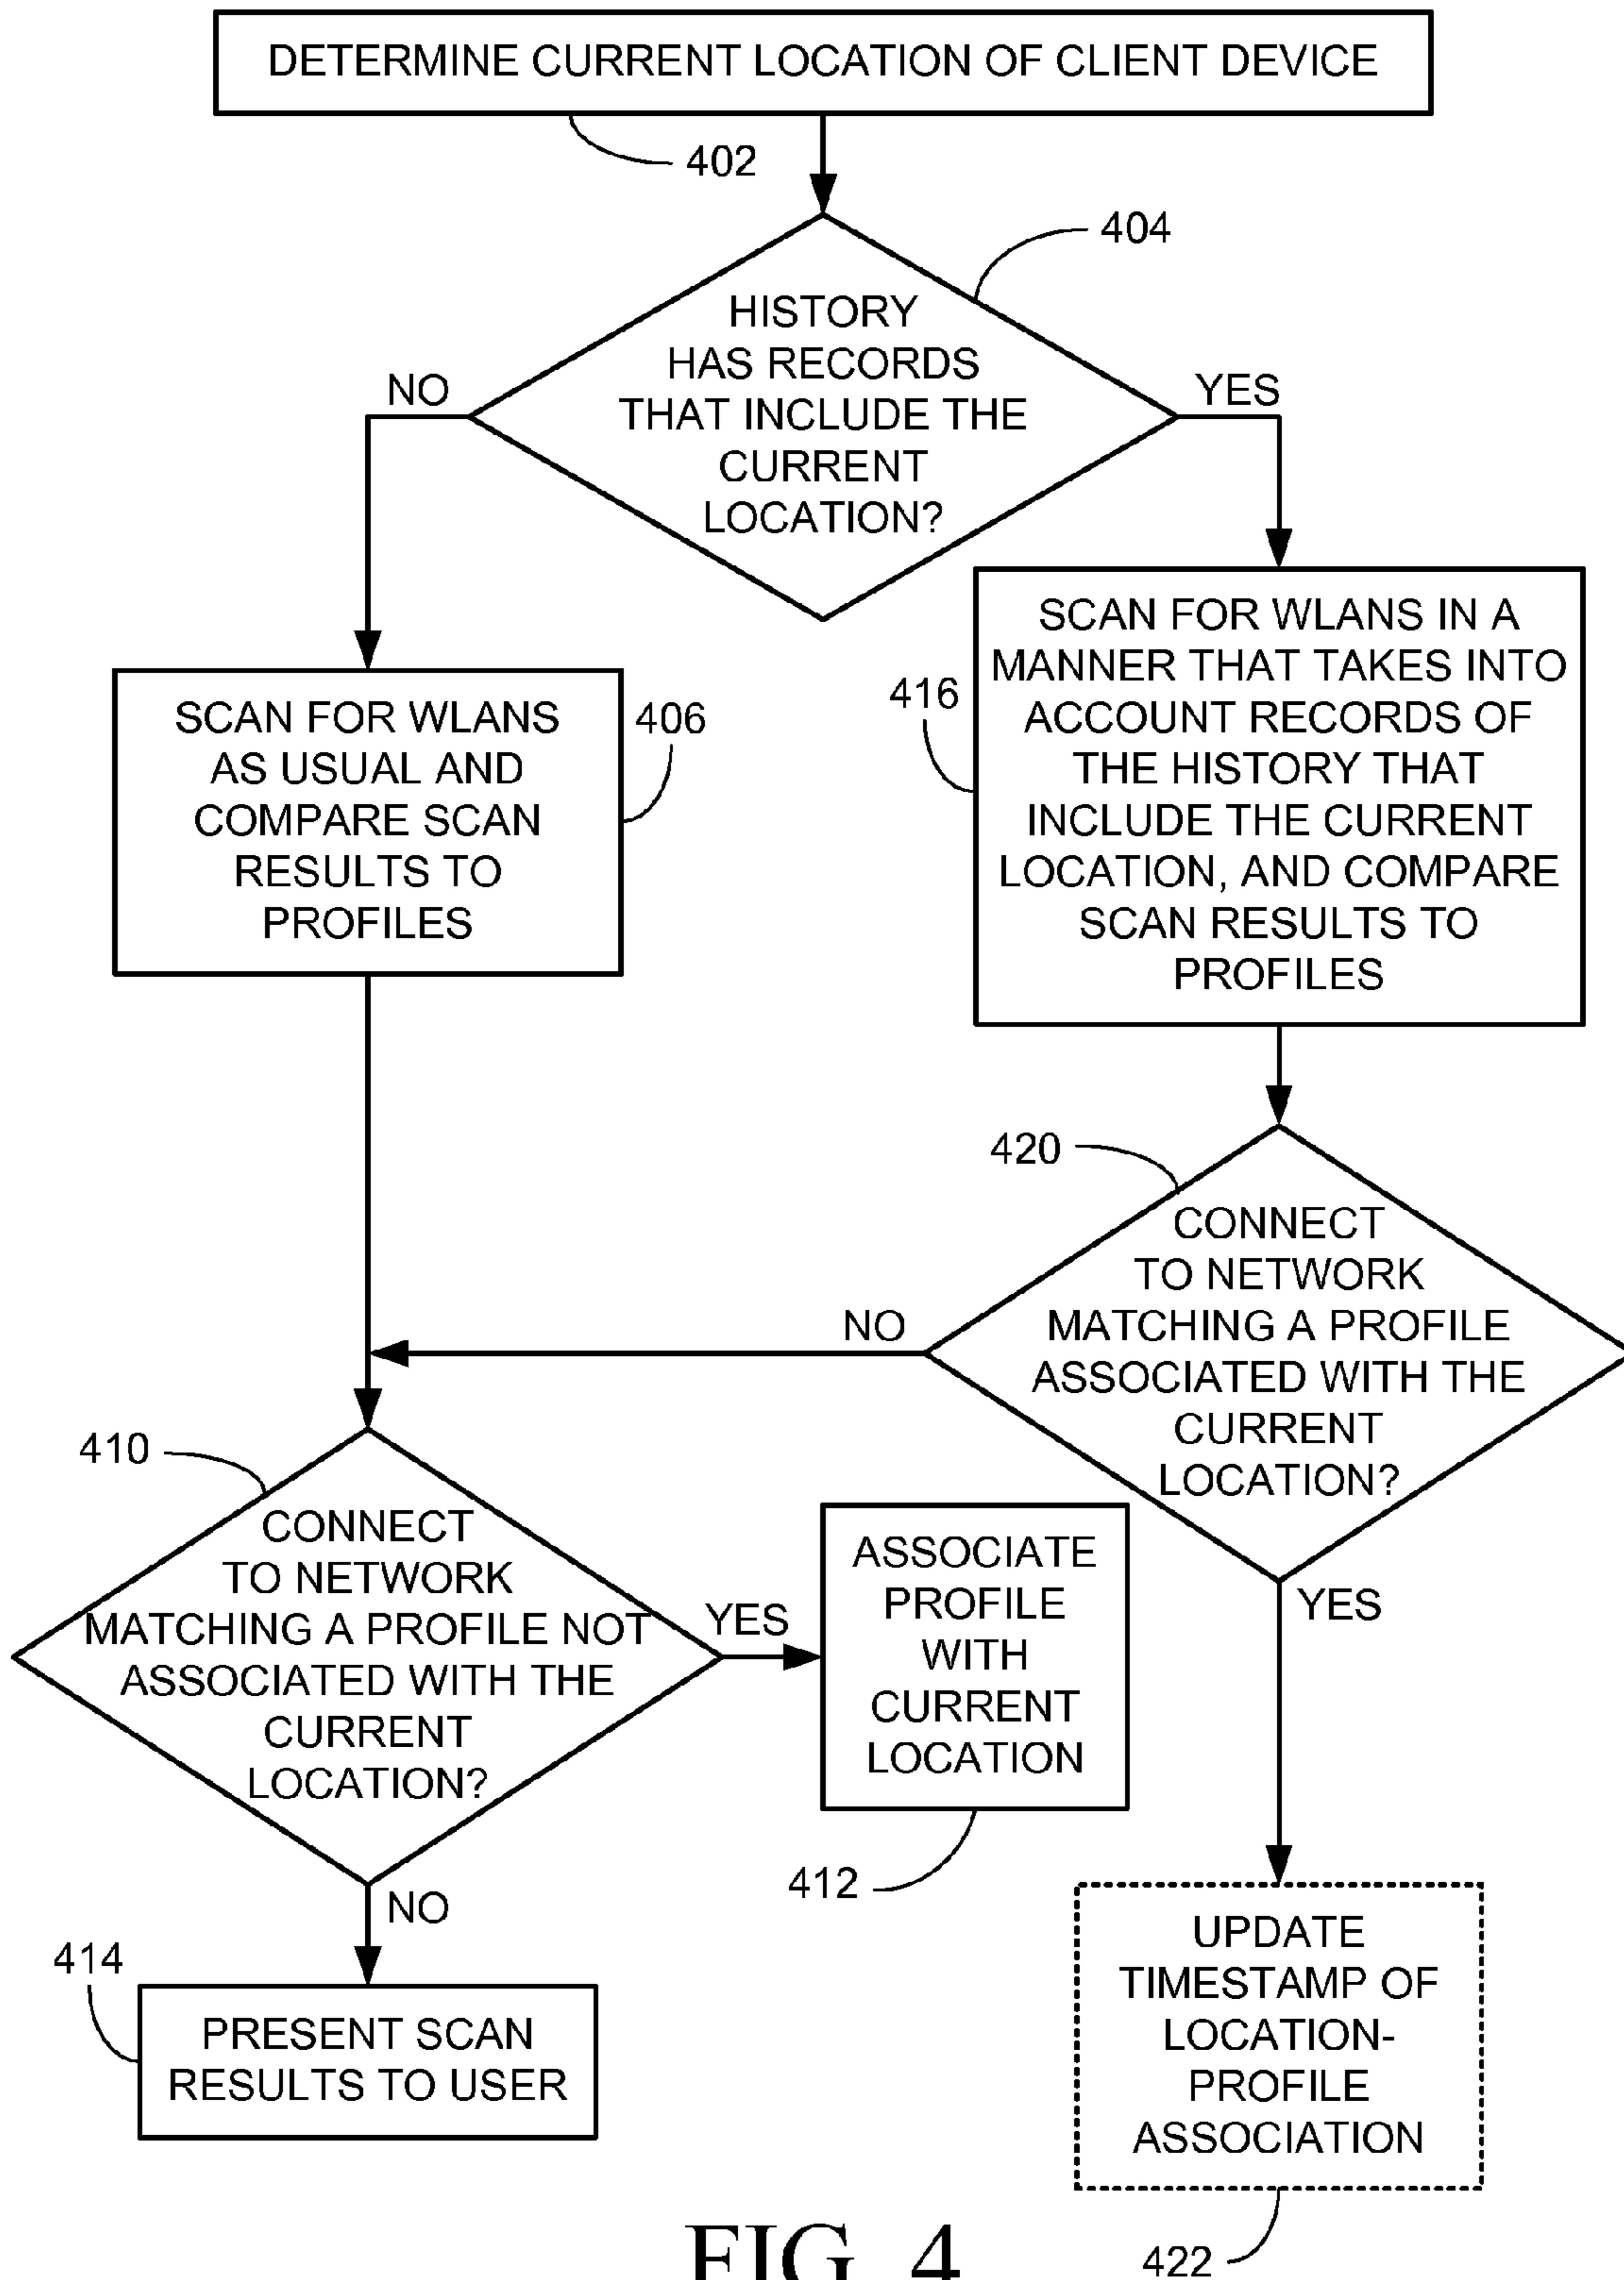 DETERMINE CURRENT LOCATION OF CLIENT DEVICE
402
404
HISTORY
HAS RECORDS
THAT INCLUDE THE
CURRENT
LOCATION?
NO
YES
SCAN FOR WLANS
AS USUAL AND
COMPARE SCAN
RESULTS TO
PROFILES
406
416
SCAN FOR WLANS IN A
MANNER THAT TAKES INTO
ACCOUNT RECORDS OF
THE HISTORY THAT
INCLUDE THE CURRENT
LOCATION, AND COMPARE
SCAN RESULTS TO
PROFILES
420
CONNECT
TO NETWORK
MATCHING A PROFILE
ASSOCIATED WITH THE
CURRENT
LOCATION?
NO
YES
410
CONNECT
TO NETWORK
MATCHING A PROFILE NOT
ASSOCIATED WITH THE
CURRENT
LOCATION?
YES
NO
ASSOCIATE
PROFILE
WITH
CURRENT
LOCATION
412
414
PRESENT SCAN
RESULTS TO USER
UPDATE
TIMESTAMP OF
LOCATION-
PROFILE
ASSOCIATION
422
FIG. 4